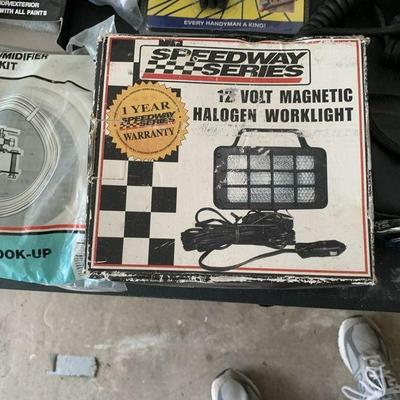 OR/EXTERIOR
WITH ALL PAINTS
EVERY HANDYMAN A KING!
UMIDIFIER
KIT
OOK-UP
SPEEDWAY
SERIES
12 VOLT MAGNETIC
HALOGEN WORKLIGHT
1 YEAR
SPEEDWAY
SERIES
WARRANTY